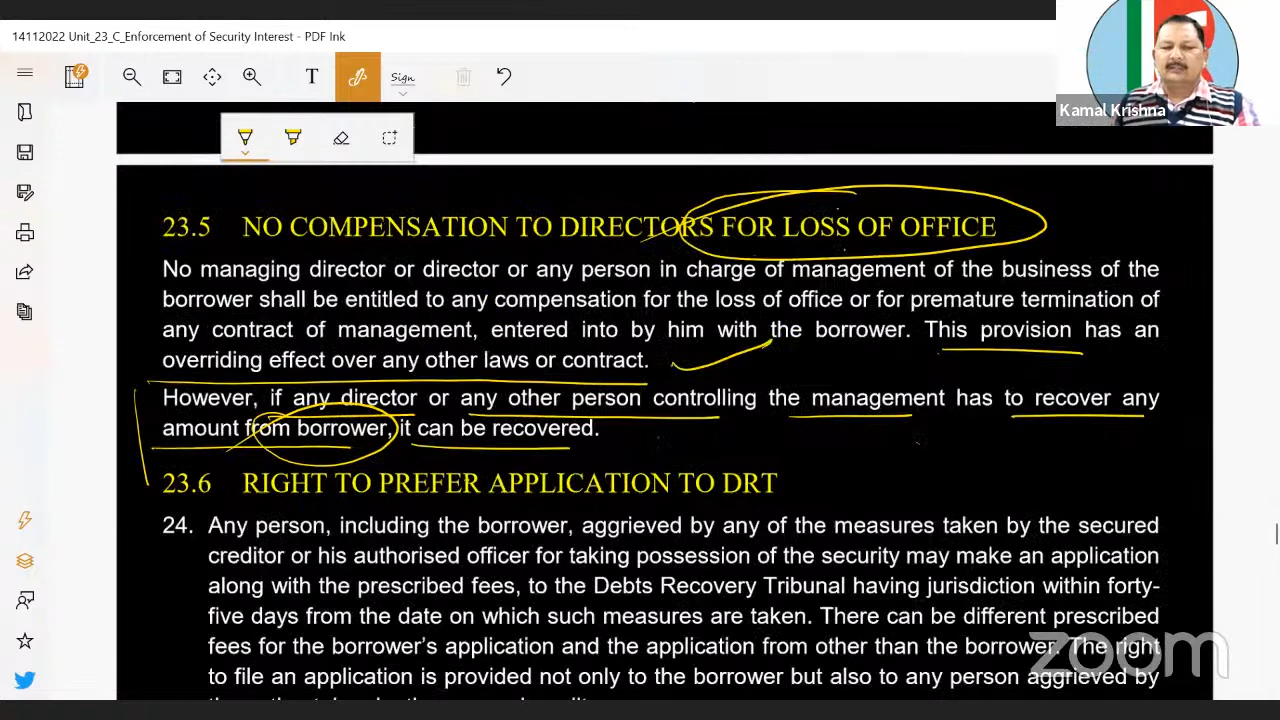 14112022 Unit_23_C_Enforcement of Security Interest - PDF Ink
T
Sign
Kamal Krishna
23.5 NO COMPENSATION TO DIRECTORS FOR LOSS OF OFFICE
No managing director or director or any person in charge of management of the business of the
borrower shall be entitled to any compensation for the loss of office or for premature termination of
any contract of management, entered into by him with the borrower. This provision has an
overriding effect over any other laws or contract.
However, if any director or any other person controlling the management has to recover any
amount from borrower, it can be recovered.
23.6 RIGHT TO PREFER APPLICATION TO DRT
24. Any person, including the borrower, aggrieved by any of the measures taken by the secured
creditor or his authorised officer for taking possession of the security may make an application
along with the prescribed fees, to the Debts Recovery Tribunal having jurisdiction within forty-
five days from the date on which such measures are taken. There can be different prescribed
fees for the borrower's application and the application from other than the borrower. The right
to file an application is provided not only to the borrower but also to any person aggrieved by
zoom